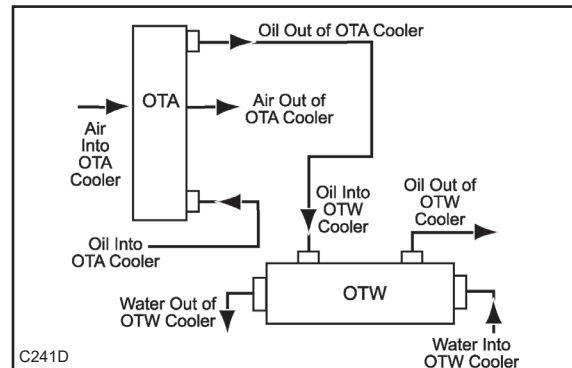 Oil Out of OTA Cooler
OTA
Air Out of
OTA Cooler
Air
Into
OTA
Cooler
Oil Into
OTW
Cooler
Oil Out of
OTW
Cooler
Oil Into
OTA Cooler
OTW
Water Out of
OTW Cooler
Water Into
OTW Cooler
C241D